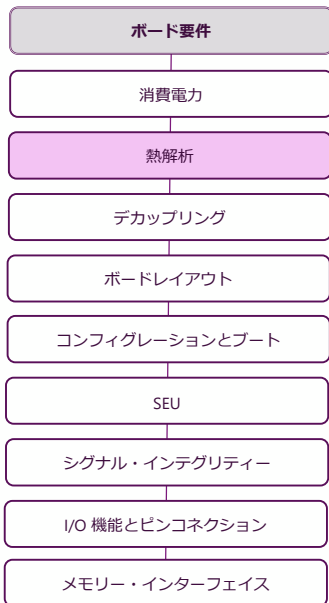 ボード要件
消費電力
熱解析
デカップリング
ボードレイアウト
コンフィグレーションとブート
SEU
シグナル・インテグリティー
I/O 機能とピンコネクション
メモリー・インターフェイス